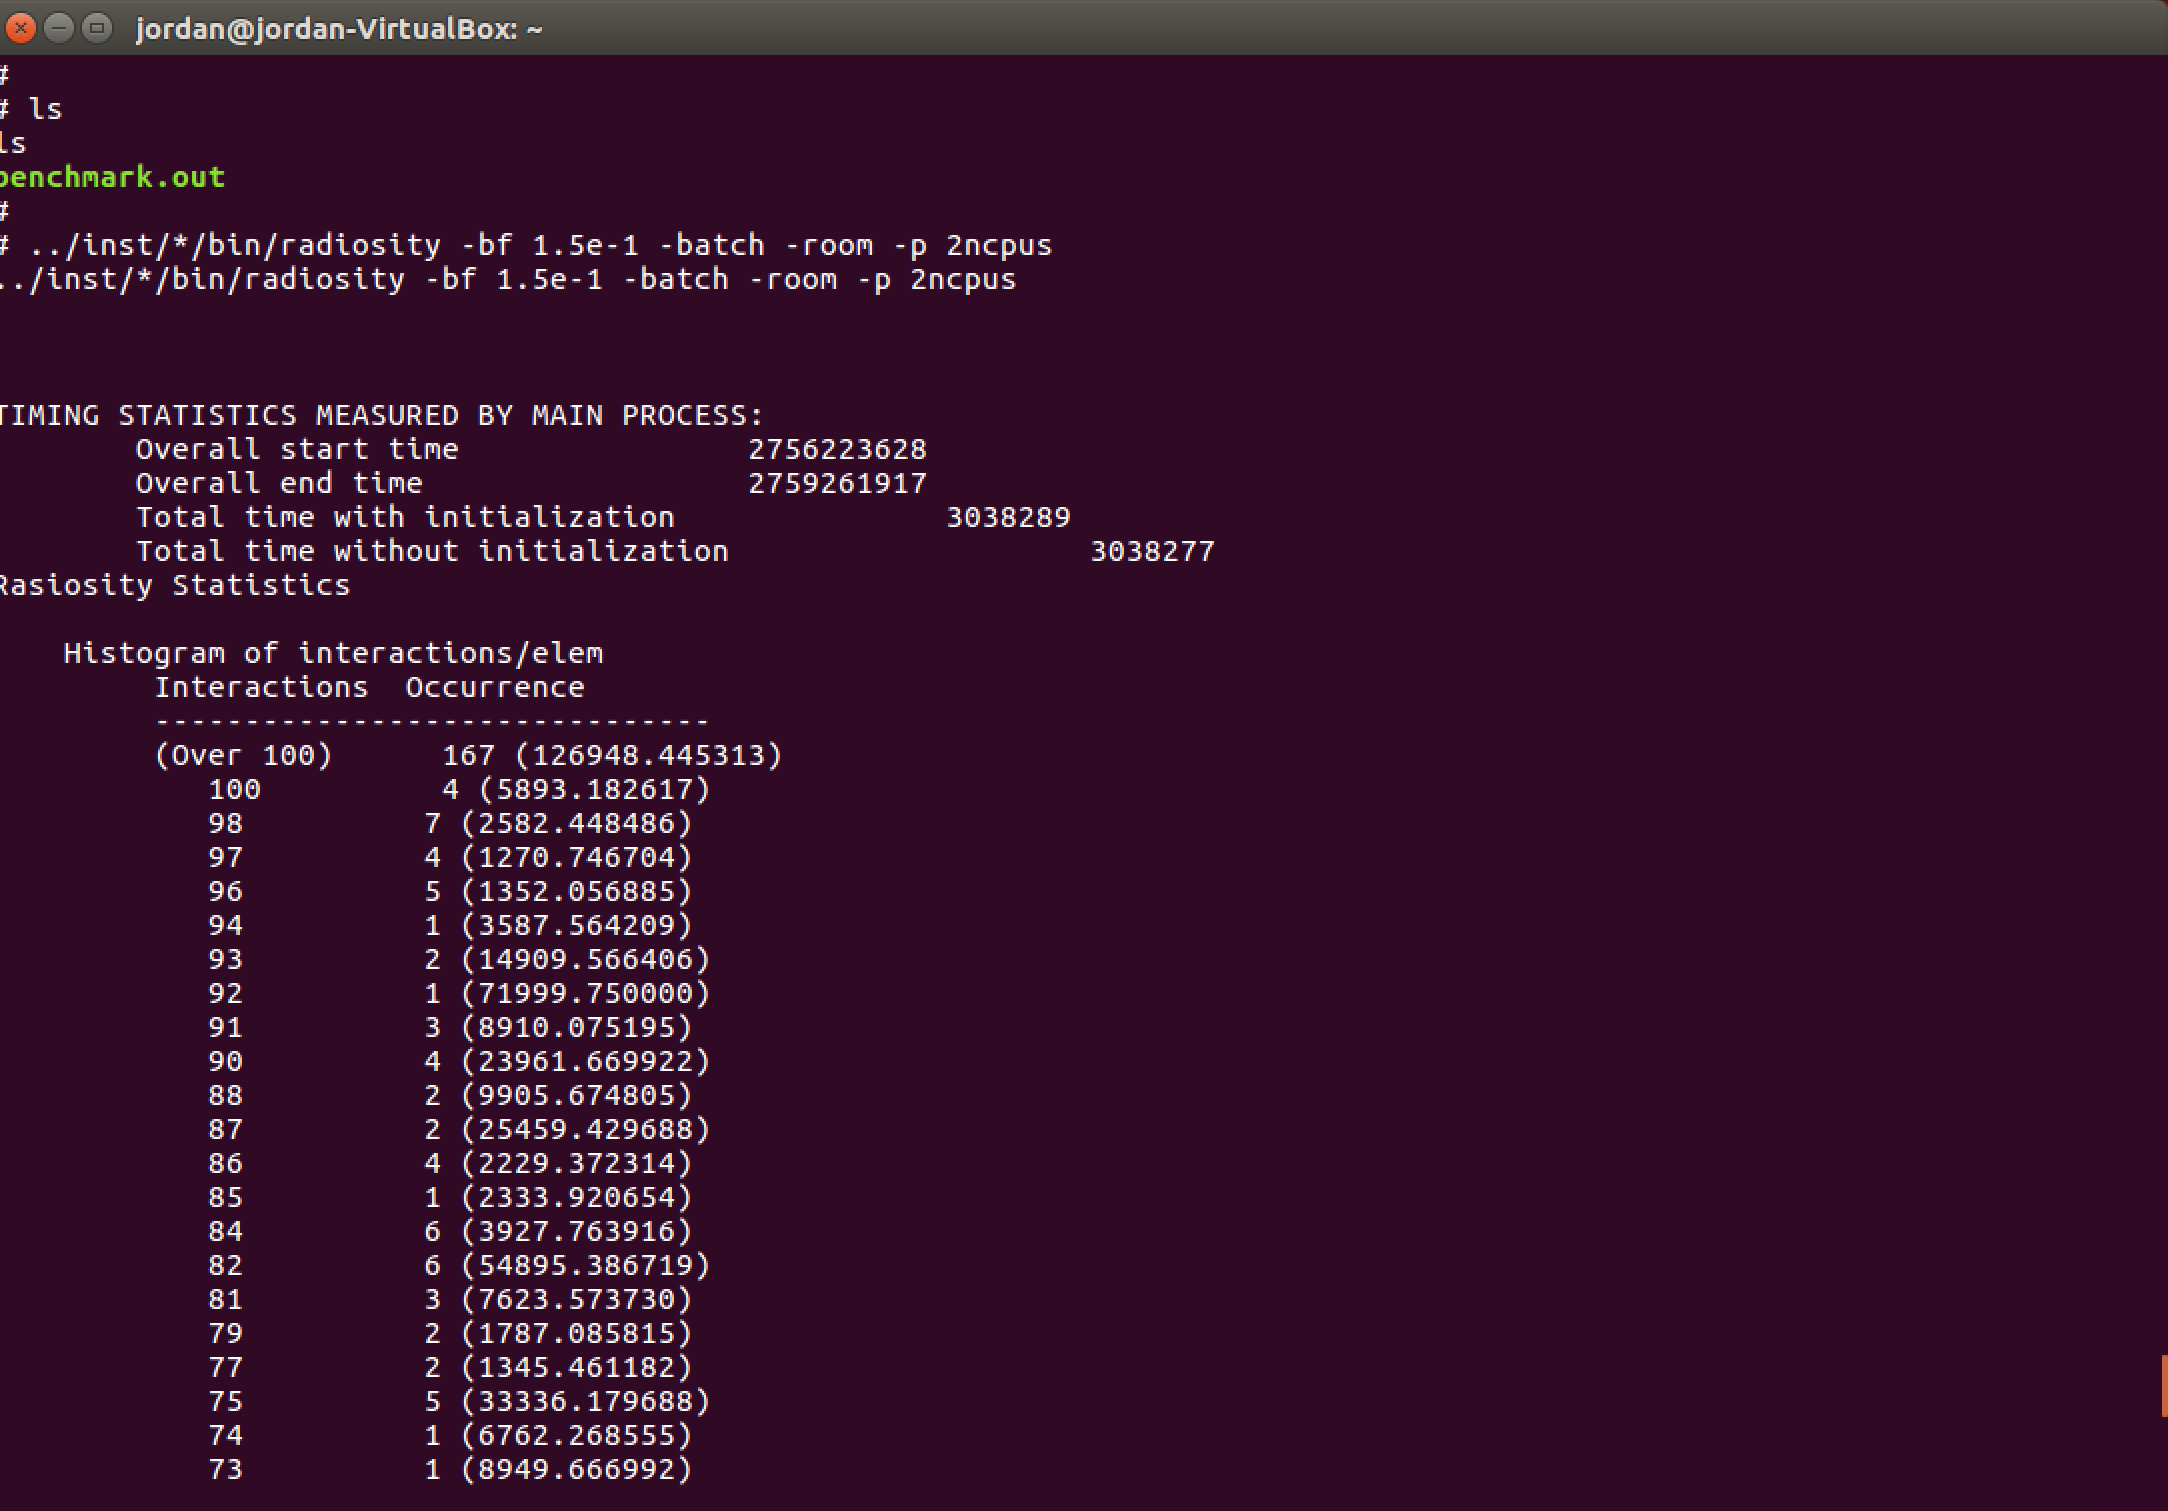 jordan@jordan-VirtualBox: ~
#
# ls
ls
benchmark.out
#
# ../inst/*/bin/radiosity -bf 1.5e-1 -batch -room -p 2ncpus
../inst/*/bin/radiosity -bf 1.5e-1 -batch -room -p 2ncpus
TIMING STATISTICS MEASURED BY MAIN PROCESS:
Overall start time 2756223628
Overall end time 2759261917
Total time with initialization 3038289
Total time without initialization 3038277
Rasiosity Statistics
Histogram of interactions/elem
Interactions Occurrence
-------------------------------
(Over 100) 167 (126948.445313)
100 4 (5893.182617)
98 7 (2582.448486)
97 4 (1270.746704)
96 5 (1352.056885)
94 1 (3587.564209)
93 2 (14909.566406)
92 1 (71999.750000)
91 3 (8910.075195)
90 4 (23961.669922)
88 2 (9905.674805)
87 2 (25459.429688)
86 4 (2229.372314)
85 1 (2333.920654)
84 6 (3927.763916)
82 6 (54895.386719)
81 3 (7623.573730)
79 2 (1787.085815)
77 2 (1345.461182)
75 5 (33336.179688)
74 1 (6762.268555)
73 1 (8949.666992)